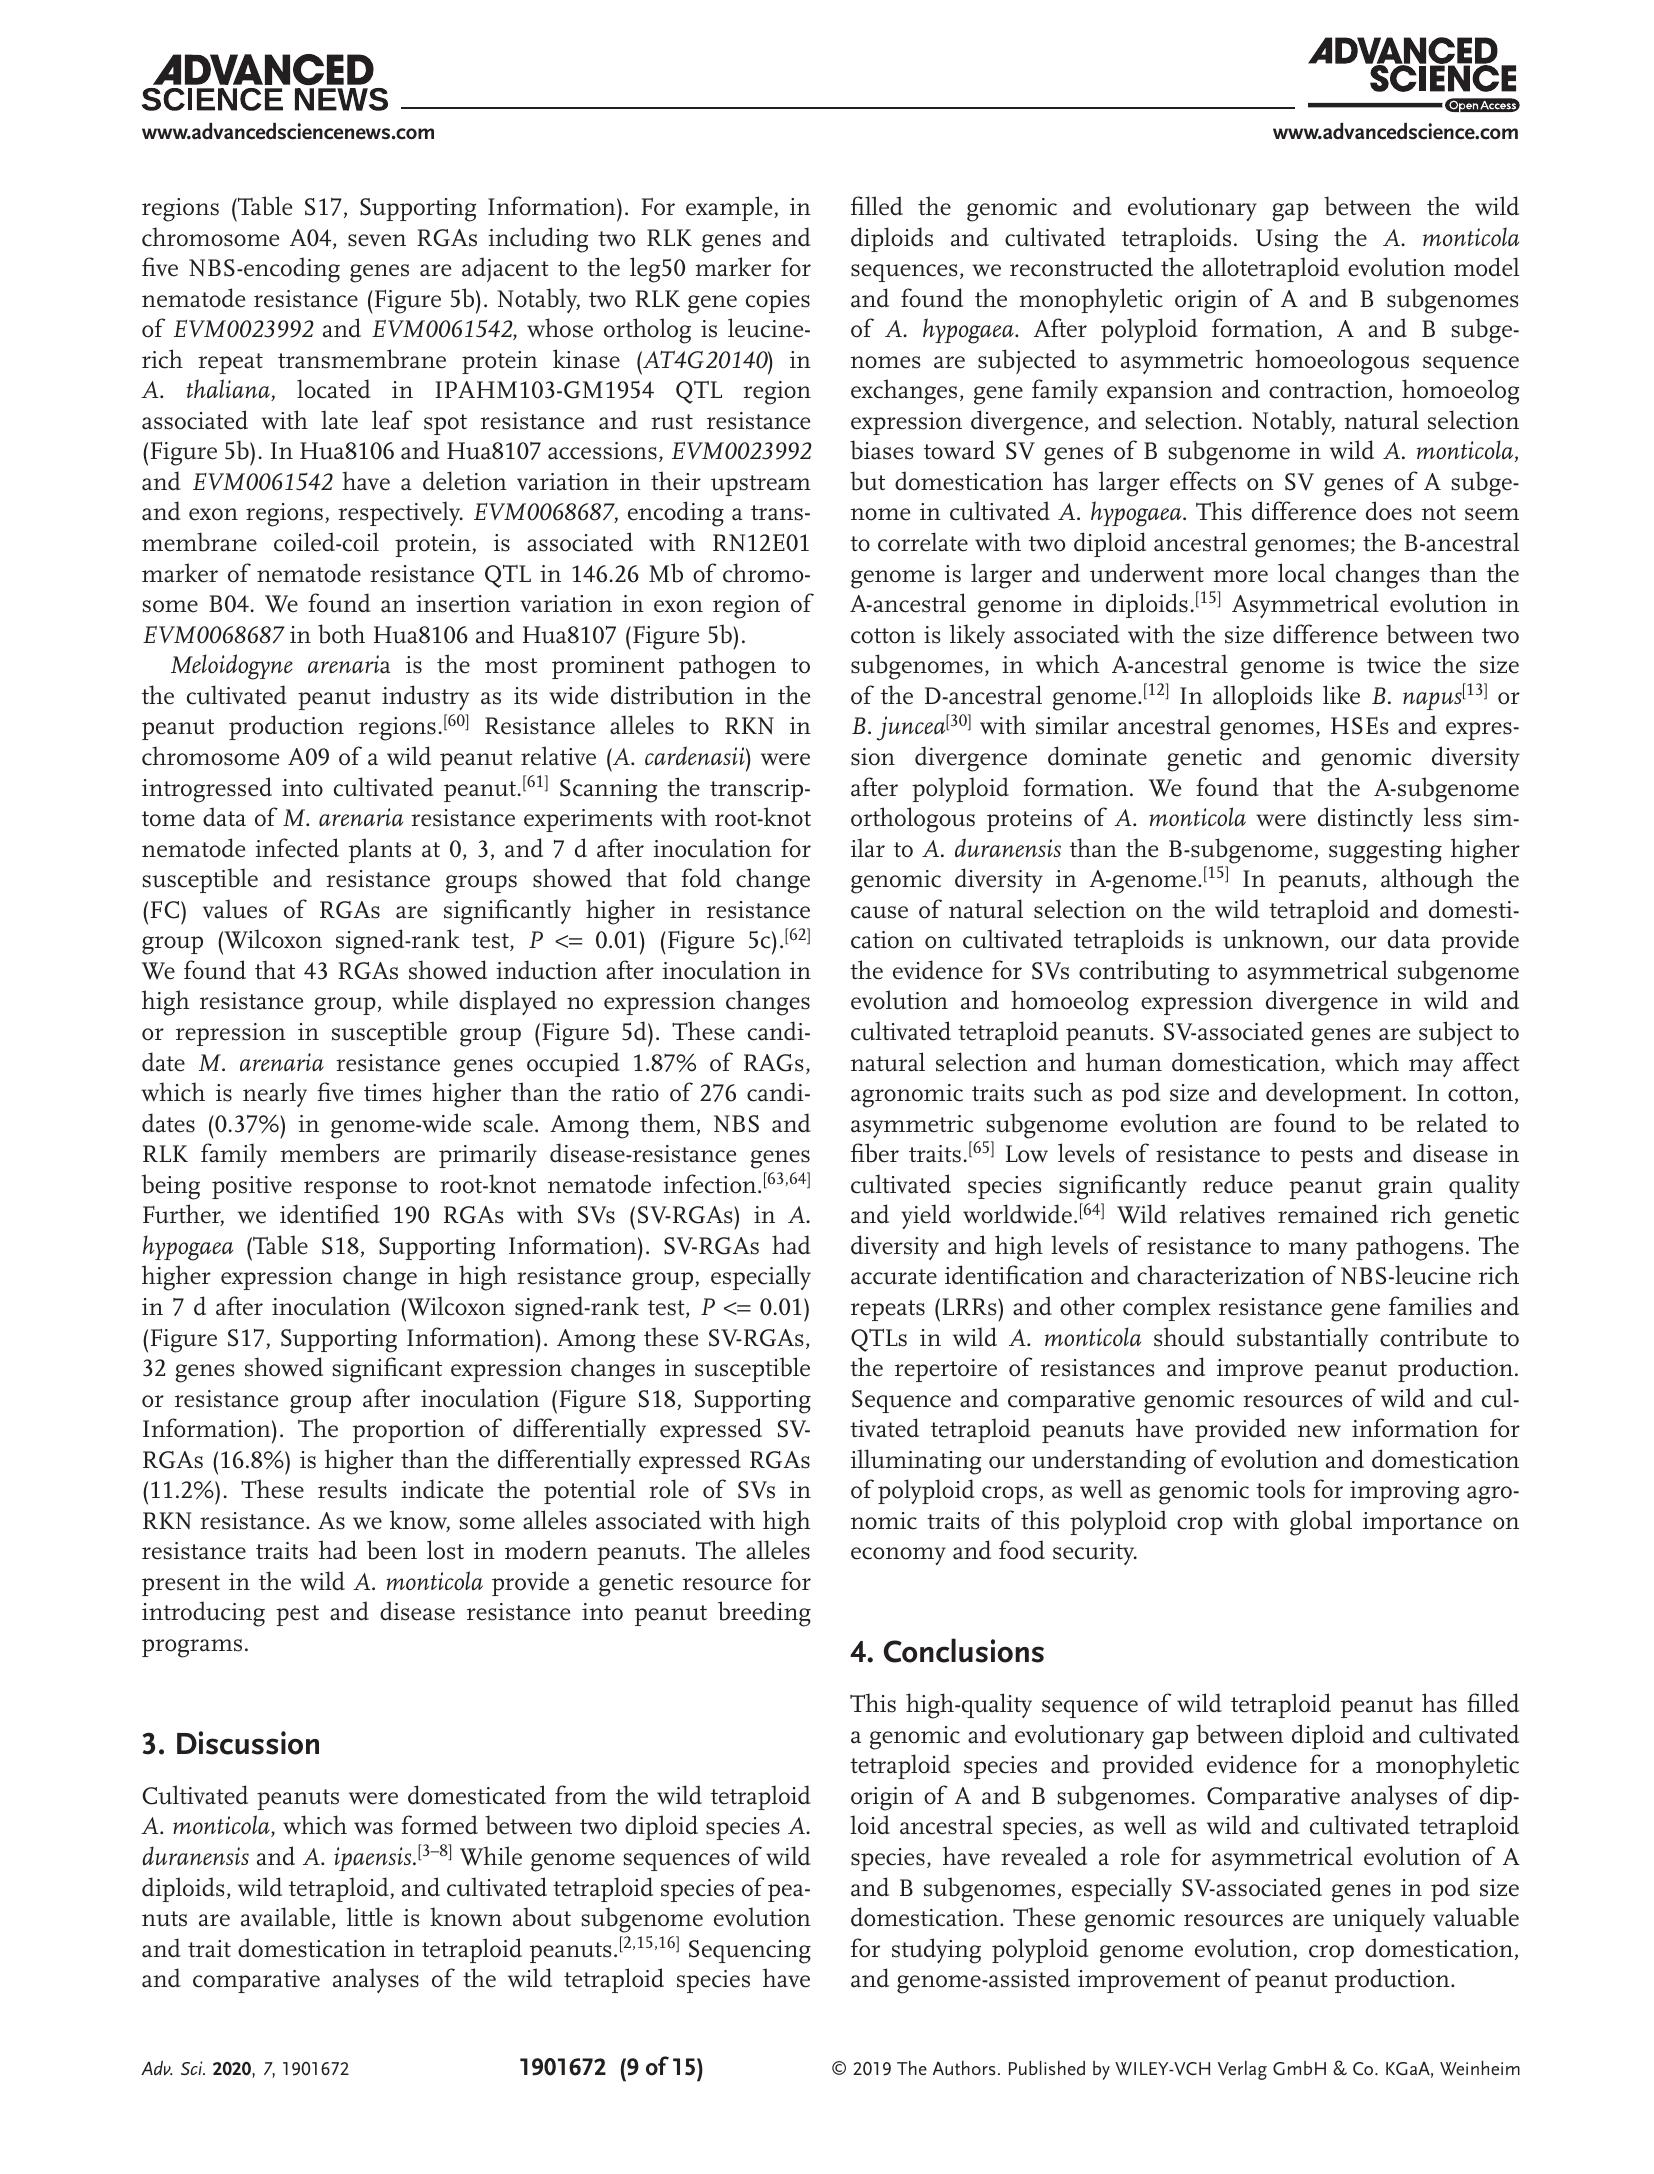 ADVANCED
SCIENCE NEWS
www.advancedsciencenews.com
ADVANCED
SCIENCE
Open Access
www.advancedscience.com
regions (Table S17, Supporting Information). For example, in
chromosome A04, seven RGAs including two RLK genes and
five NBS-encoding genes are adjacent to the leg50 marker for
nematode resistance (Figure 5b). Notably, two RLK gene copies
of EVM0023992 and EVM0061542, whose ortholog is leucine-
rich repeat transmembrane protein kinase (AT4G20140) in
A. thaliana, located in IPAHM103-GM1954 QTL region
associated with late leaf spot resistance and rust resistance
(Figure 5b). In Hua8106 and Hua8107 accessions, EVM0023992
and EVM0061542 have a deletion variation in their upstream
and exon regions, respectively. EVM0068687, encoding a trans-
membrane coiled-coil protein, is associated with RN12E01
marker of nematode resistance QTL in 146.26 Mb of chromo-
some B04. We found an insertion variation in exon region of
EVM0068687 in both Hua8106 and Hua8107 (Figure 5b).
Meloidogyne arenaria is the most prominent pathogen to
the cultivated peanut industry as its wide distribution in the
peanut production regions.[60] Resistance alleles to RKN in
chromosome A09 of a wild peanut relative (A. cardenasii) were
introgressed into cultivated peanut.[61] Scanning the transcrip-
tome data of M. arenaria resistance experiments with root-knot
nematode infected plants at 0, 3, and 7 d after inoculation for
susceptible and resistance groups showed that fold change
(FC) values of RGAs are significantly higher in resistance
group (Wilcoxon signed-rank test, P <= 0.01) (Figure 5c).[62]
We found that 43 RGAs showed induction after inoculation in
high resistance group, while displayed no expression changes
or repression in susceptible group (Figure 5d). These candi-
date M. arenaria resistance genes occupied 1.87% of RAGs,
which is nearly five times higher than the ratio of 276 candi-
dates (0.37%) in genome-wide scale. Among them, NBS and
RLK family members are primarily disease-resistance genes
being positive response to root-knot nematode infection.[63,64]
Further, we identified 190 RGAs with SVs (SV-RGAs) in A.
hypogaea (Table S18, Supporting Information). SV-RGAs had
higher expression change in high resistance group, especially
in 7 d after inoculation (Wilcoxon signed-rank test, P <= 0.01)
(Figure S17, Supporting Information). Among these SV-RGAs,
32 genes showed significant expression changes in susceptible
or resistance group after inoculation (Figure S18, Supporting
Information). The proportion of differentially expressed SV-
RGAs (16.8%) is higher than the differentially expressed RGAs
(11.2%). These results indicate the potential role of SVs in
RKN resistance. As we know, some alleles associated with high
resistance traits had been lost in modern peanuts. The alleles
present in the wild A. monticola provide a genetic resource for
introducing pest and disease resistance into peanut breeding
programs.
3. Discussion
Cultivated peanuts were domesticated from the wild tetraploid
A. monticola, which was formed between two diploid species A.
duranensis and A. ipaensis.[3–8] While genome sequences of wild
diploids, wild tetraploid, and cultivated tetraploid species of pea-
nuts are available, little is known about subgenome evolution
and trait domestication in tetraploid peanuts.[2,15,16] Sequencing
and comparative analyses of the wild tetraploid species have
filled the genomic and evolutionary gap between the wild
diploids and cultivated tetraploids. Using the A. monticola
sequences, we reconstructed the allotetraploid evolution model
and found the monophyletic origin of A and B subgenomes
of A. hypogaea. After polyploid formation, A and B subge-
nomes are subjected to asymmetric homoeologous sequence
exchanges, gene family expansion and contraction, homoeolog
expression divergence, and selection. Notably, natural selection
biases toward SV genes of B subgenome in wild A. monticola,
but domestication has larger effects on SV genes of A subge-
nome in cultivated A. hypogaea. This difference does not seem
to correlate with two diploid ancestral genomes; the B-ancestral
genome is larger and underwent more local changes than the
A-ancestral genome in diploids.[15] Asymmetrical evolution in
cotton is likely associated with the size difference between two
subgenomes, in which A-ancestral genome is twice the size
of the D-ancestral genome.[12] In alloploids like B. napus[13] or
B. juncea[30] with similar ancestral genomes, HSEs and expres-
sion divergence dominate genetic and genomic diversity
after polyploid formation. We found that the A-subgenome
orthologous proteins of A. monticola were distinctly less sim-
ilar to A. duranensis than the B-subgenome, suggesting higher
genomic diversity in A-genome.[15] In peanuts, although the
cause of natural selection on the wild tetraploid and domesti-
cation on cultivated tetraploids is unknown, our data provide
the evidence for SVs contributing to asymmetrical subgenome
evolution and homoeolog expression divergence in wild and
cultivated tetraploid peanuts. SV-associated genes are subject to
natural selection and human domestication, which may affect
agronomic traits such as pod size and development. In cotton,
asymmetric subgenome evolution are found to be related to
fiber traits.[65] Low levels of resistance to pests and disease in
cultivated species significantly reduce peanut grain quality
and yield worldwide.[64] Wild relatives remained rich genetic
diversity and high levels of resistance to many pathogens. The
accurate identification and characterization of NBS-leucine rich
repeats (LRRs) and other complex resistance gene families and
QTLs in wild A. monticola should substantially contribute to
the repertoire of resistances and improve peanut production.
Sequence and comparative genomic resources of wild and cul-
tivated tetraploid peanuts have provided new information for
illuminating our understanding of evolution and domestication
of polyploid crops, as well as genomic tools for improving agro-
nomic traits of this polyploid crop with global importance on
economy and food security.
4. Conclusions
This high-quality sequence of wild tetraploid peanut has filled
a genomic and evolutionary gap between diploid and cultivated
tetraploid species and provided evidence for a monophyletic
origin of A and B subgenomes. Comparative analyses of dip-
loid ancestral species, as well as wild and cultivated tetraploid
species, have revealed a role for asymmetrical evolution of A
and B subgenomes, especially SV-associated genes in pod size
domestication. These genomic resources are uniquely valuable
for studying polyploid genome evolution, crop domestication,
and genome-assisted improvement of peanut production.
Adv. Sci. 2020, 7, 1901672
1901672 (9 of 15)
© 2019 The Authors. Published by WILEY-VCH Verlag GmbH & Co. KGaA, Weinheim